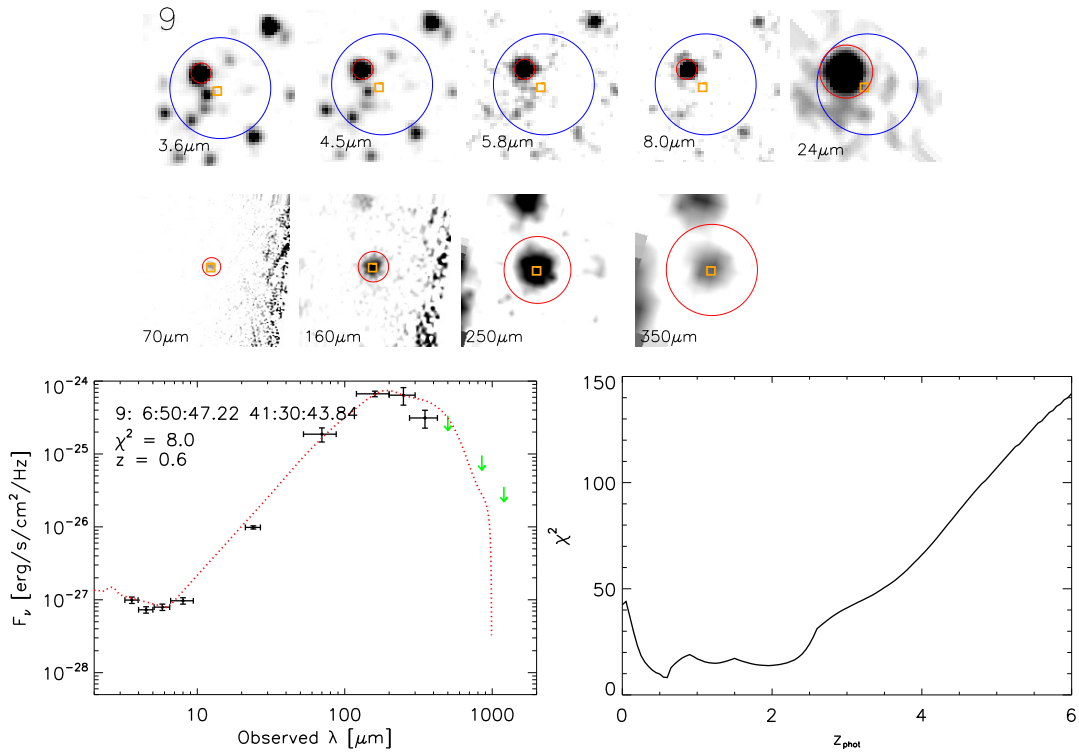 9
3.6μm 4.5μm 5.8μm 8.0μm 24μm
70μm 160μm 250μm 350μm
9: 6:50:47.22 41:30:43.84
χ² = 8.0
z = 0.6
10⁻²⁴
10⁻²⁵
10⁻²⁶
10⁻²⁷
10⁻²⁸
F_ν [erg/s/cm²/Hz]
10 100 1000
Observed λ [μm]
150
100
50
0
χ²
0 2 4 6
z_phot